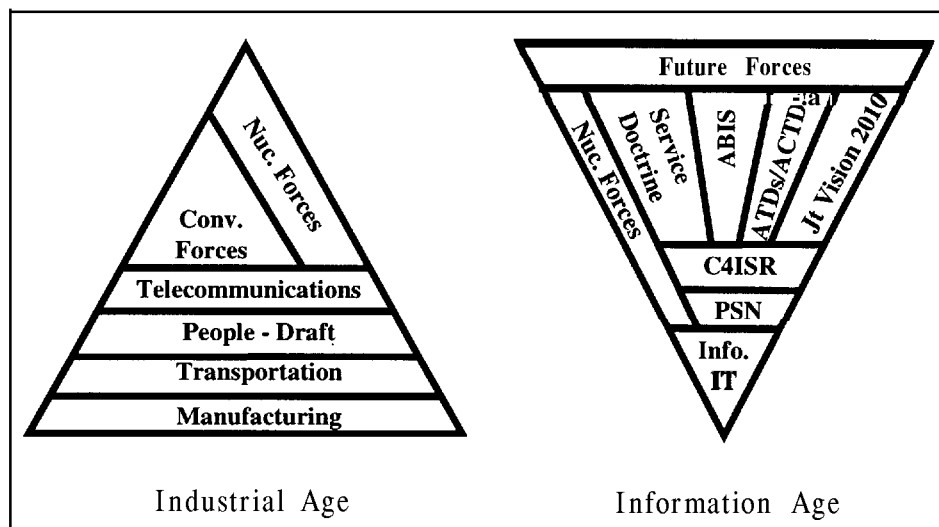 Nuc. Forces
Conv.
Forces
Telecommunications
People - Draft
Transportation
Manufacturing
Industrial Age
Future Forces
Nuc. Forces
Service
Doctrine
ABIS
ATDs/ACTD
Jt Vision 2010
C4ISR
PSN
Info.
IT
Information Age